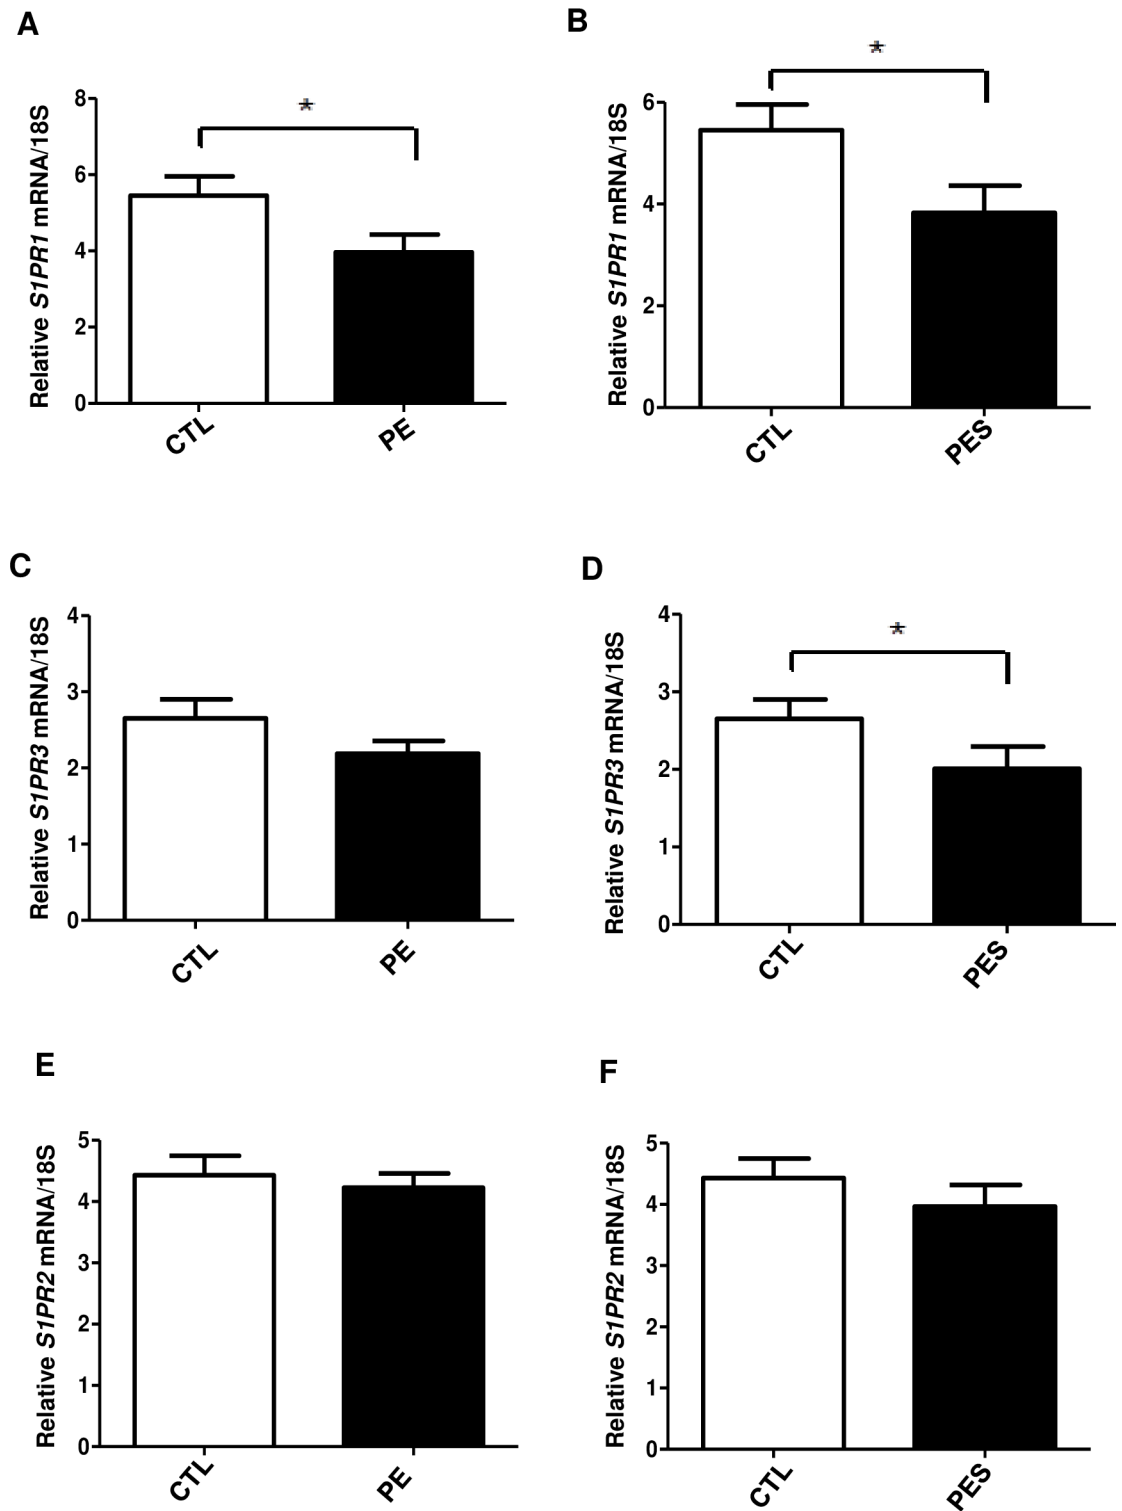 A
Relative S1PR1 mRNA/18S
8
6
4
2
0
*
CTL
PE
B
Relative S1PR1 mRNA/18S
6
4
2
0
*
CTL
PES
C
Relative S1PR3 mRNA/18S
4
3
2
1
0
CTL
PE
D
Relative S1PR3 mRNA/18S
4
3
2
1
0
*
CTL
PES
E
Relative S1PR2 mRNA/18S
5
4
3
2
1
0
CTL
PE
F
Relative S1PR2 mRNA/18S
5
4
3
2
1
0
CTL
PES